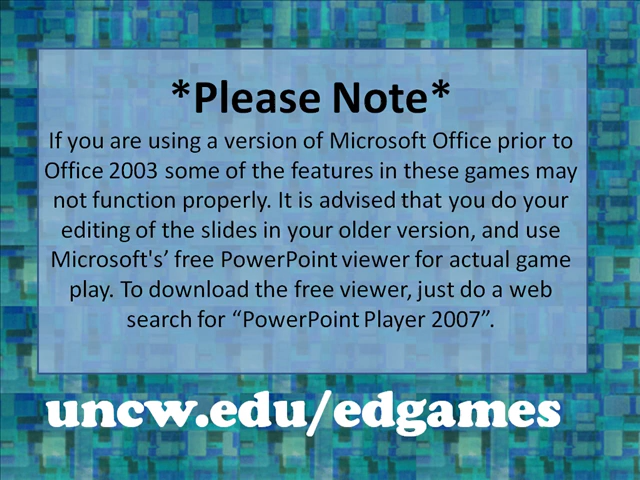 *Please Note*
If you are using a version of Microsoft Office prior to
Office 2003 some of the features in these games may
not function properly. It is advised that you do your
editing of the slides in your older version, and use
Microsoft's’ free PowerPoint viewer for actual game
play. To download the free viewer, just do a web
search for “PowerPoint Player 2007”.
uncw.edu/edgames